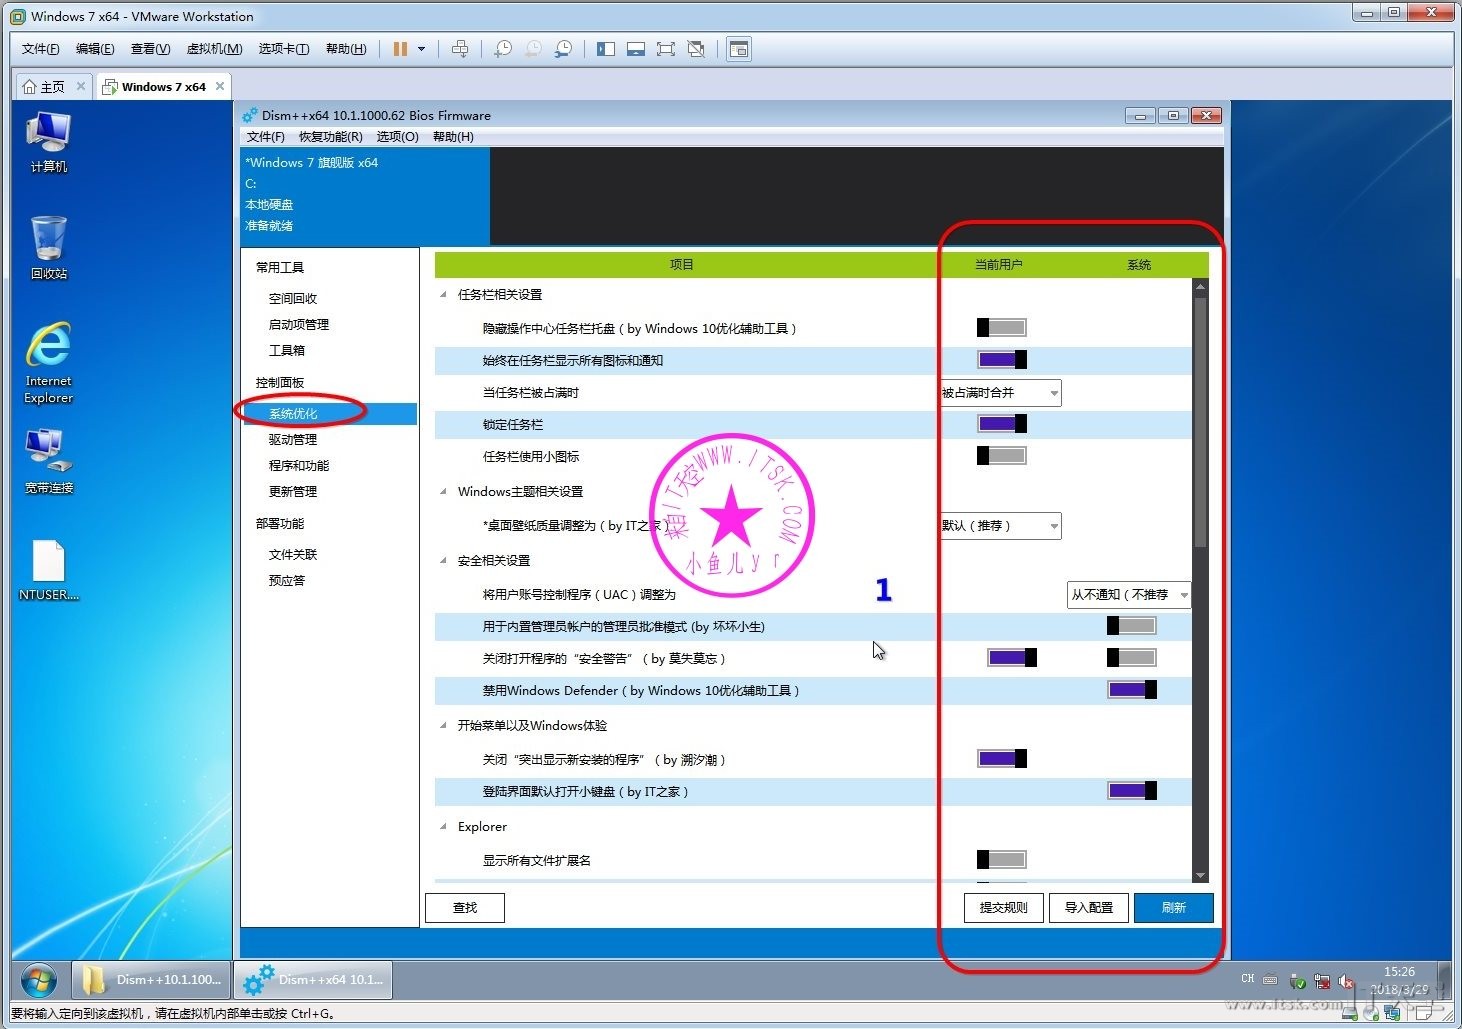 Windows 7 x64 - VMware Workstation
文件(F) 编辑(E) 查看(V) 虚拟机(M) 选项卡(T) 帮助(H)
主页 Windows 7 x64
计算机
回收站
Internet Explorer
宽带连接
NTUSER....
Dism++x64 10.1.1000.62 Bios Firmware
文件(F) 恢复功能(R) 选项(O) 帮助(H)
*Windows 7 旗舰版 x64
C:
本地硬盘
准备就绪
常用工具
空间回收
启动项管理
工具箱
控制面板
系统优化
驱动管理
程序和功能
更新管理
部署功能
文件关联
预应答
项目 当前用户 系统
任务栏相关设置
隐藏操作中心任务栏托盘（by Windows 10优化辅助工具）
始终在任务栏显示所有图标和通知
当任务栏被占满时 被占满时合并
锁定任务栏
任务栏使用小图标
Windows主题相关设置
*桌面壁纸质量调整为（by IT之家） 默认（推荐）
安全相关设置
将用户账号控制程序（UAC）调整为 从不通知（不推荐
用于内置管理员帐户的管理员批准模式 (by 坏坏小生)
关闭打开程序的“安全警告”（by 莫失莫忘）
禁用Windows Defender（by Windows 10优化辅助工具）
开始菜单以及Windows体验
关闭“突出显示新安装的程序”（by 溯汐潮）
登陆界面默认打开小键盘（by IT之家）
Explorer
显示所有文件扩展名
查找 提交规则 导入配置 刷新
来自IT天空WWW.ITSK.COM
小鱼儿yr
1
Dism++10.1.100... Dism++x64 10.1... CH 15:26
2018/3/29
www.itsk.com IT天空
要将输入定向到该虚拟机，请在虚拟机内部单击或按 Ctrl+G。